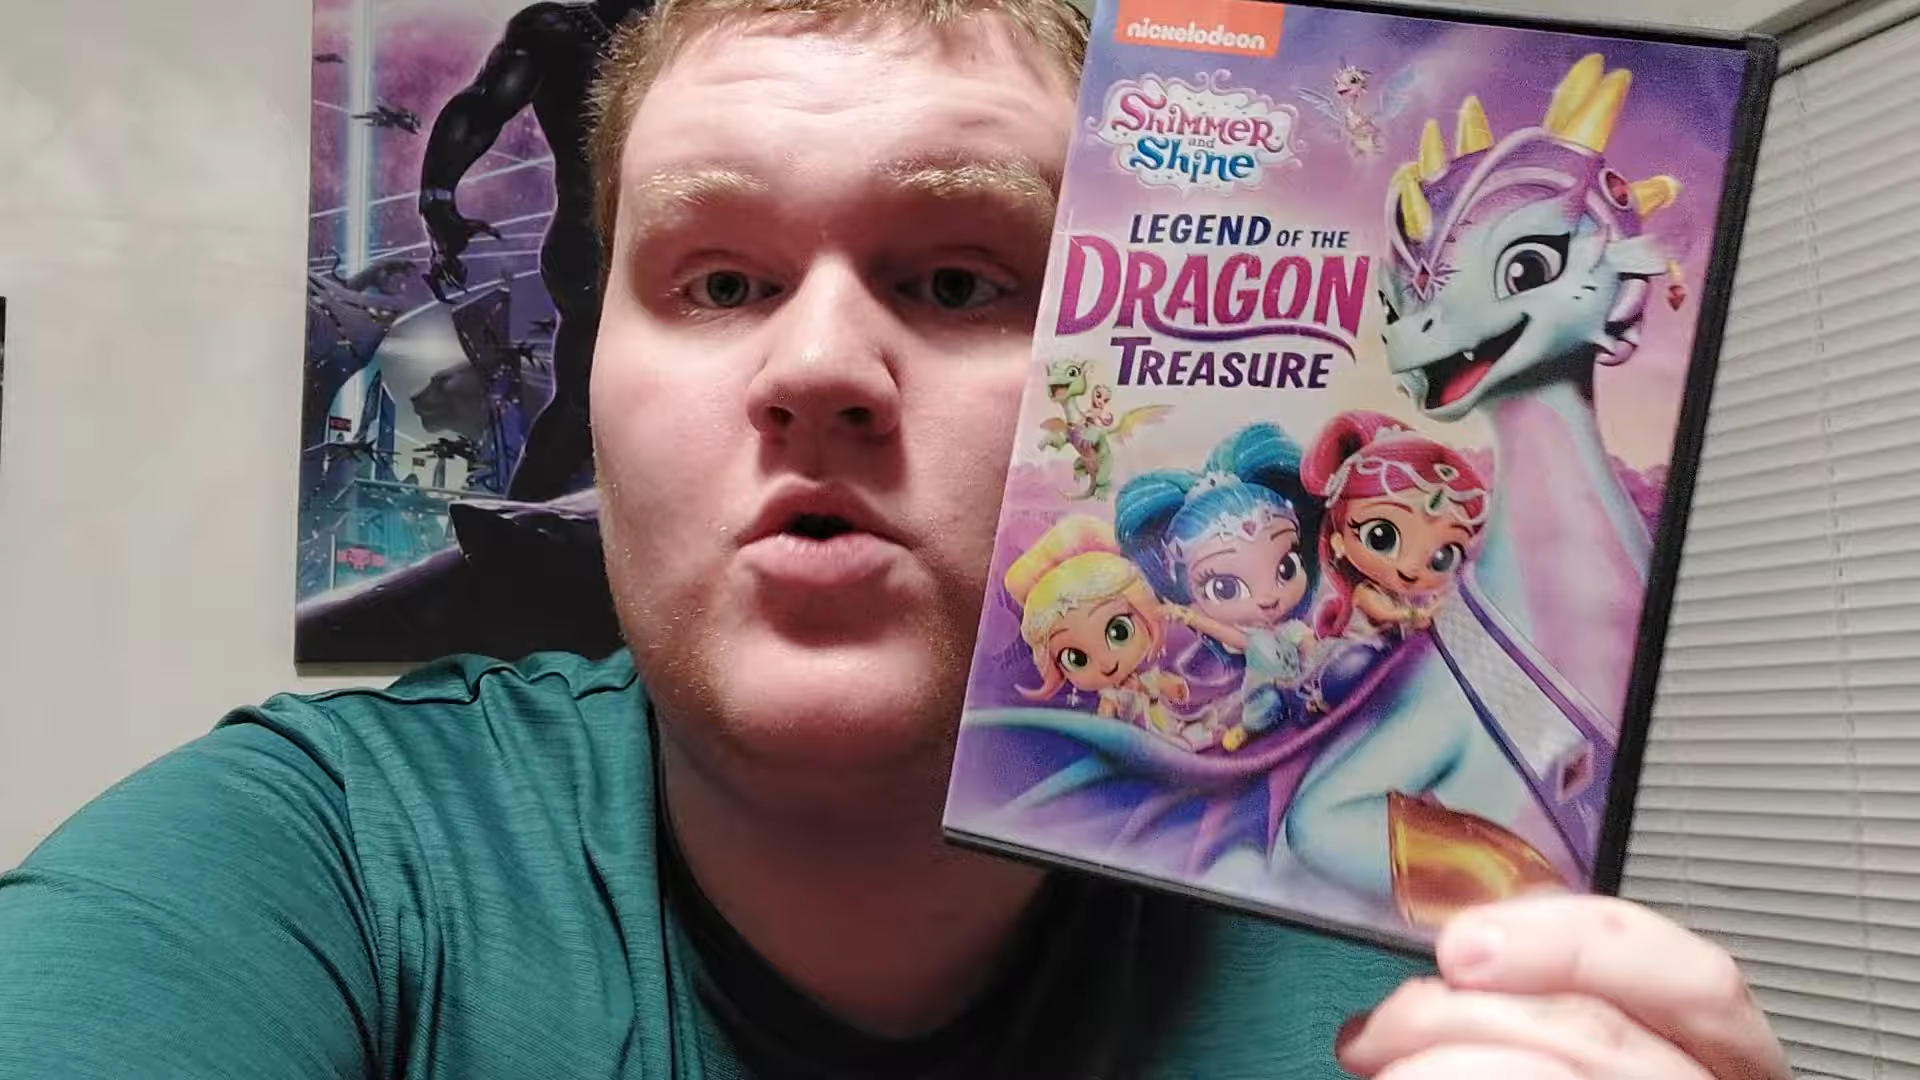 nickelodeon
Shimmer
and
Shine
LEGEND OF THE
DRAGON
TREASURE